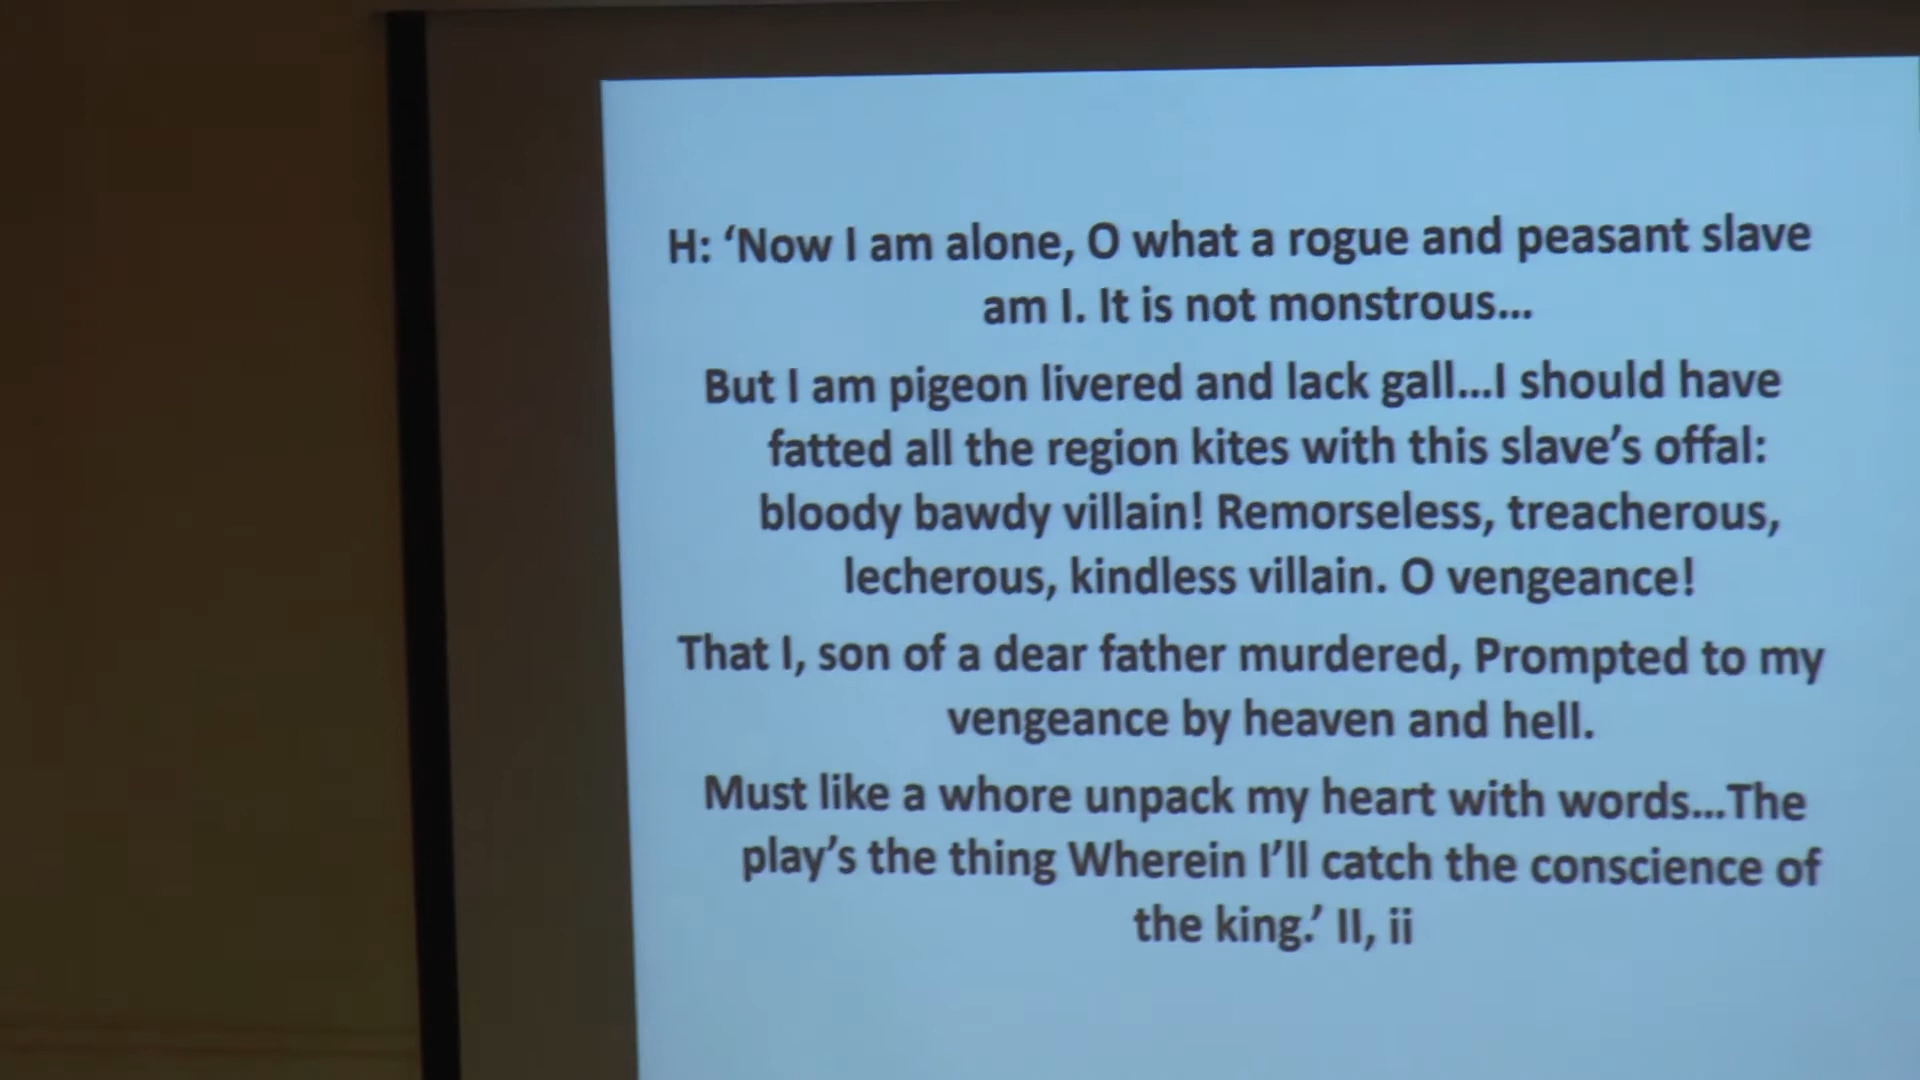 H: ‘Now I am alone, O what a rogue and peasant slave
am I. It is not monstrous...
But I am pigeon livered and lack gall...I should have
fatted all the region kites with this slave’s offal:
bloody bawdy villain! Remorseless, treacherous,
lecherous, kindless villain. O vengeance!
That I, son of a dear father murdered, Prompted to my
vengeance by heaven and hell.
Must like a whore unpack my heart with words...The
play’s the thing Wherein I’ll catch the conscience of
the king.’ II, ii